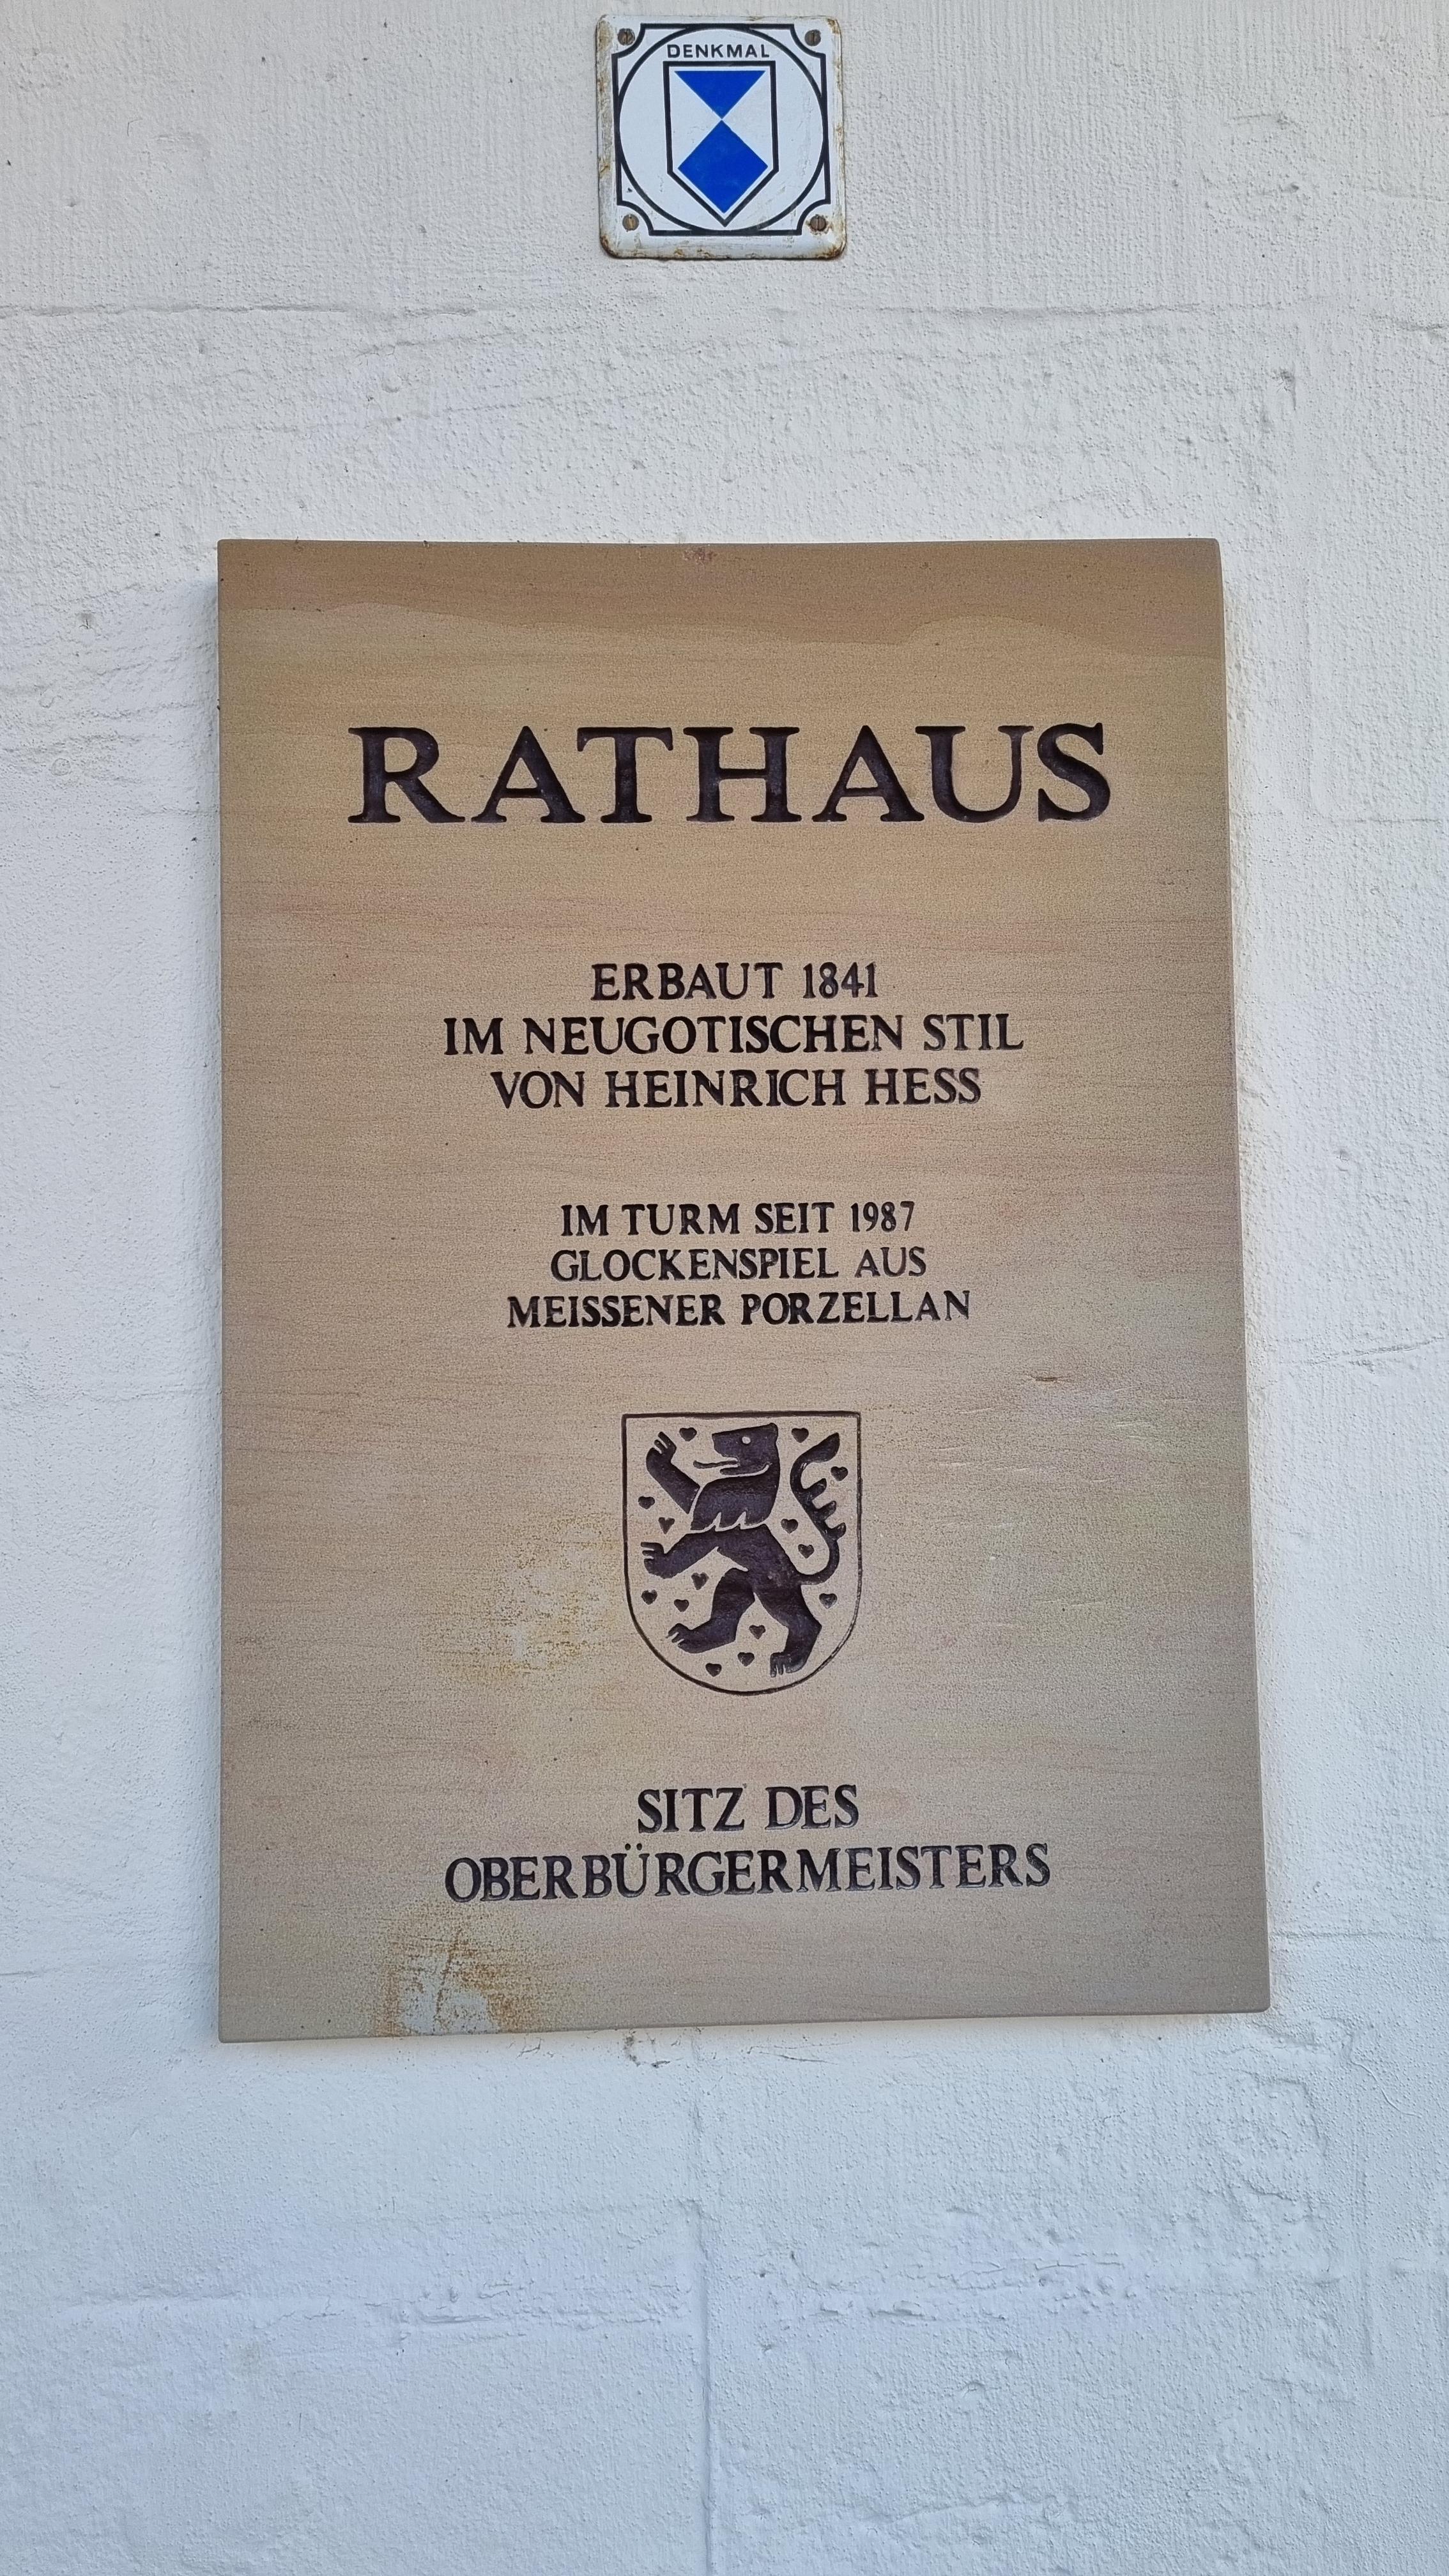 DENKMAL
RATHAUS
ERBAUT 1841
IM NEUGOTISCHEN STIL
VON HEINRICH HESS
IM TURM SEIT 1987
GLOCKENSPIEL AUS
MEISSENER PORZELLAN
SITZ DES
OBERBÜRGERMEISTERS